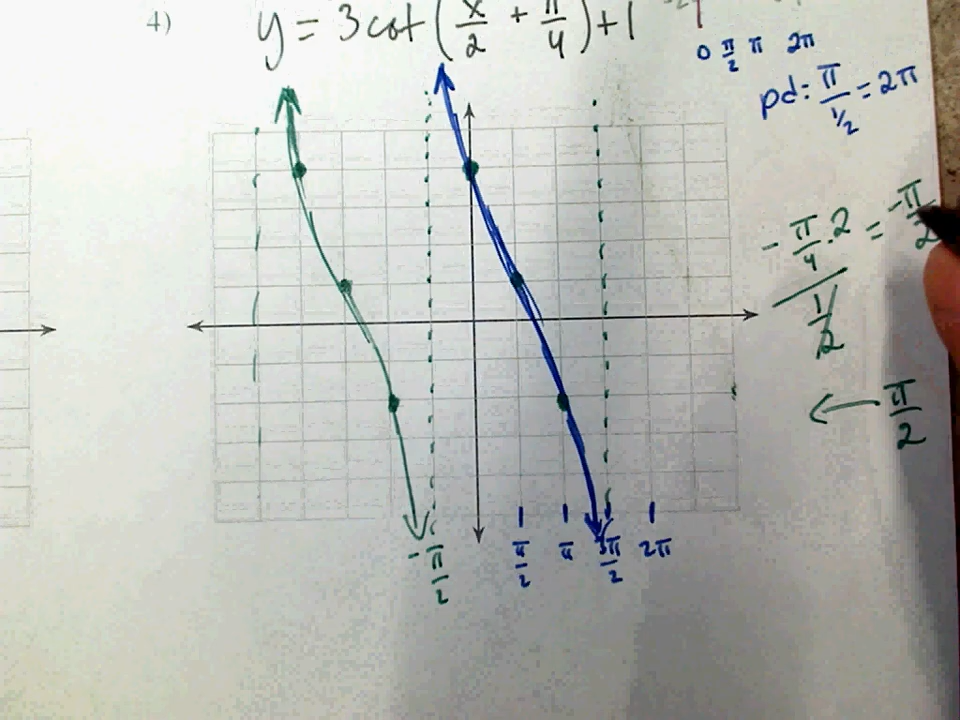 4) y = 3cot(x/2 + π/4) + 1
0 π/2 π 2π
pd: π/(1/2) = 2π
-π/4 · 2 = -π/2
1/2
← π/2
-π/2 π/2 π 3π/2 2π